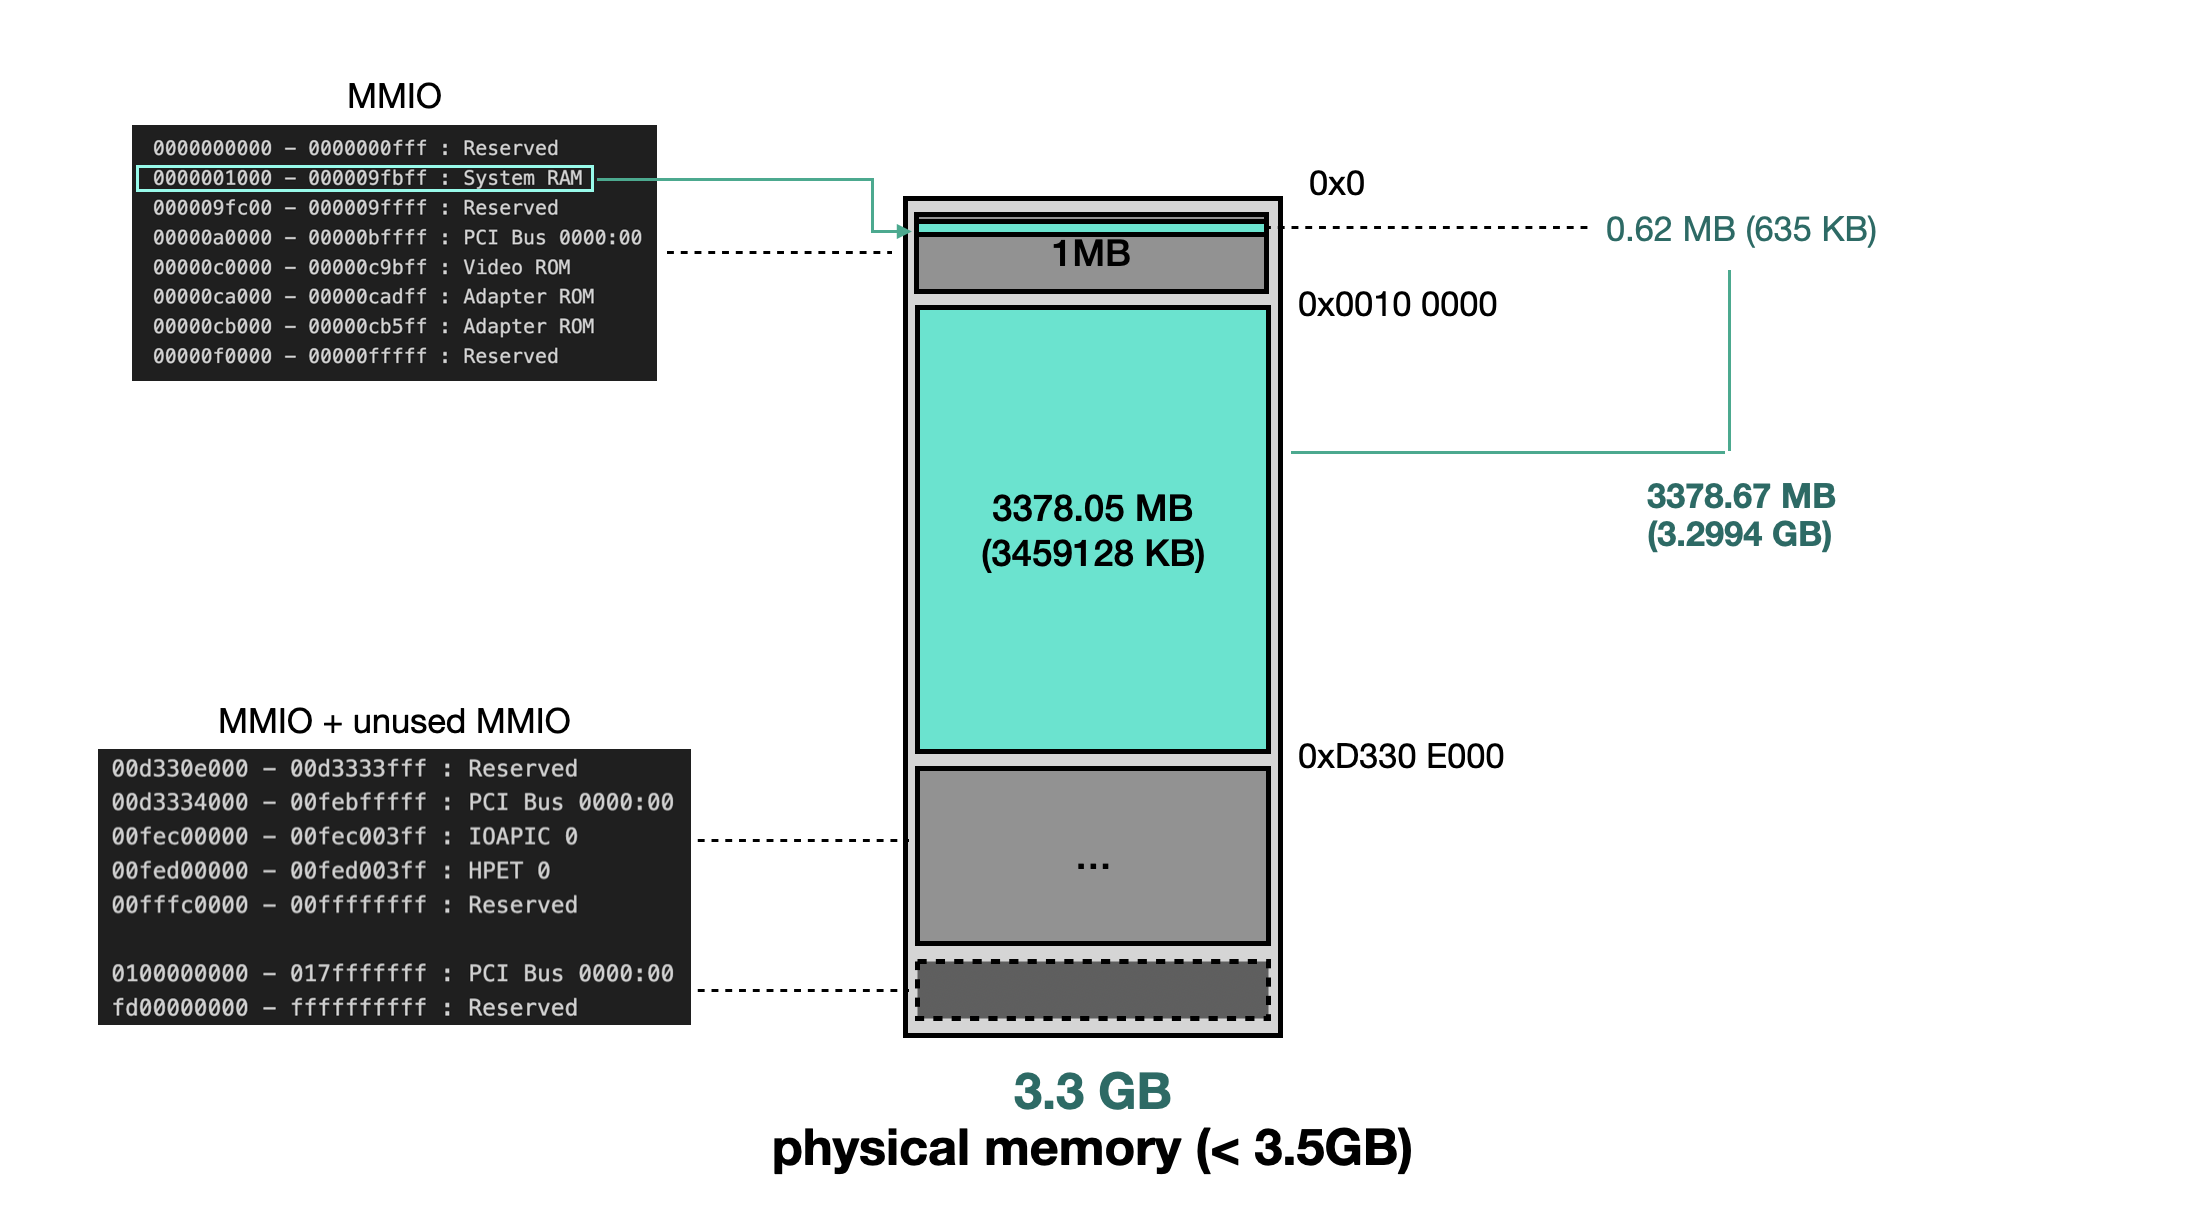 MMIO
0000000000 – 0000000fff : Reserved
0000001000 – 000009fbff : System RAM
000009fc00 – 000009ffff : Reserved
00000a0000 – 00000bffff : PCI Bus 0000:00
00000c0000 – 00000c9bff : Video ROM
00000ca000 – 00000cadff : Adapter ROM
00000cb000 – 00000cb5ff : Adapter ROM
00000f0000 – 00000fffff : Reserved
0x0
0.62 MB (635 KB)
1MB
0x0010 0000
3378.05 MB
(3459128 KB)
3378.67 MB
(3.2994 GB)
MMIO + unused MMIO
00d330e000 – 00d3333fff : Reserved
00d3334000 – 00febfffff : PCI Bus 0000:00
00fec00000 – 00fec003ff : IOAPIC 0
00fed00000 – 00fed003ff : HPET 0
00fffc0000 – 00ffffffff : Reserved
0100000000 – 017fffffff : PCI Bus 0000:00
fd00000000 – ffffffffff : Reserved
0xD330 E000
...
3.3 GB
physical memory (< 3.5GB)